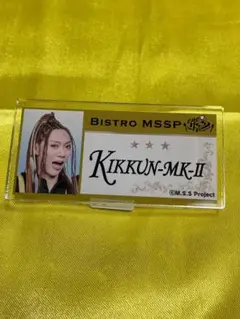 BISTRO MSSP
★★★
KIKKUN-MK-II
©M.S.S Project